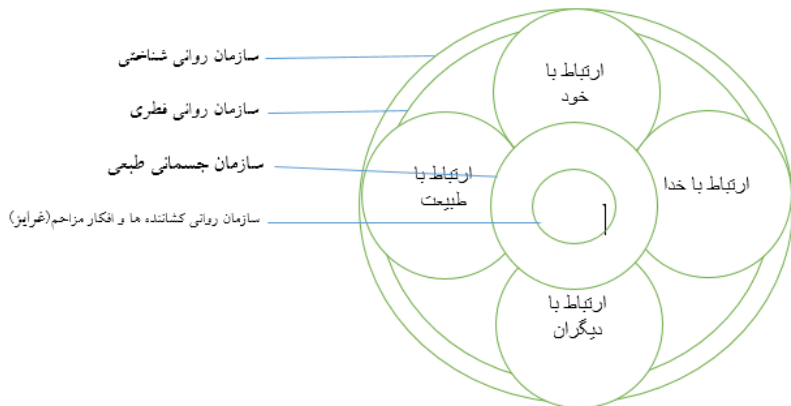 سازمان روانی شناختی
سازمان روانی فطری
سازمان جسمانی طبعی
سازمان روانی کشاننده ها و افکار مزاحم(غرایز)
ارتباط با
خود
ارتباط با خدا
ارتباط با
طبیعت
ارتباط با
دیگران